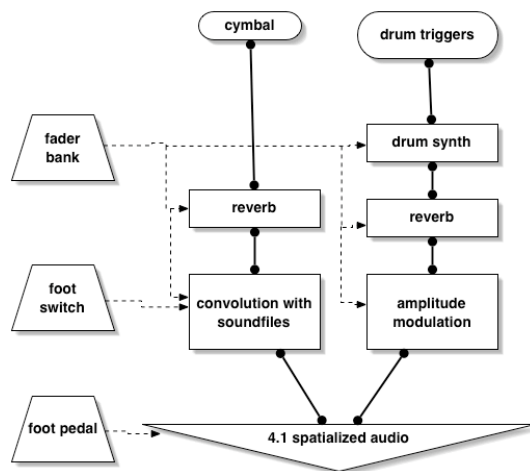 cymbal
drum triggers
fader
bank
drum synth
reverb
reverb
foot
switch
convolution with
soundfiles
amplitude
modulation
foot pedal
4.1 spatialized audio